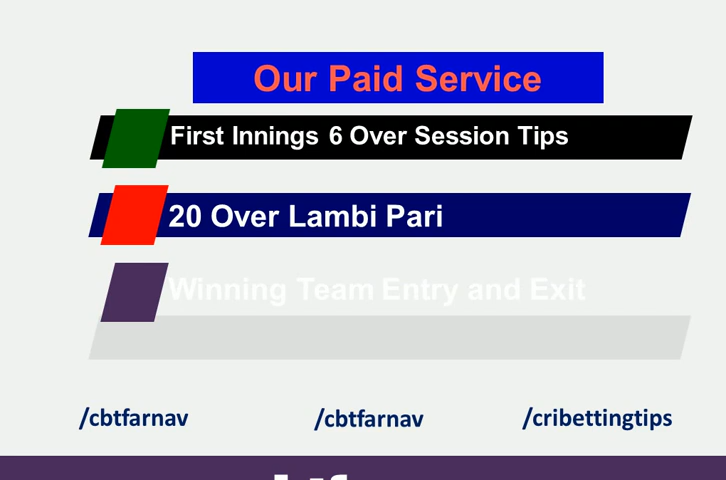 Our Paid Service
First Innings 6 Over Session Tips
20 Over Lambi Pari
Winning Team Entry and Exit
/cbtfarnav /cbtfarnav /cribettingtips